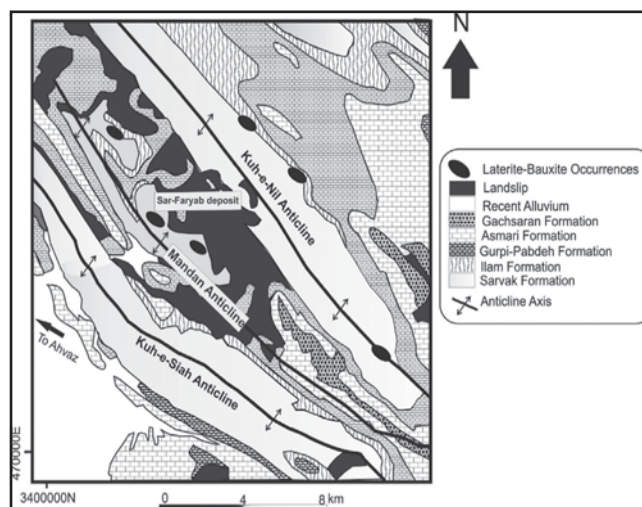 N
Kuh-e-Nil Anticline
Sar-Faryab deposit
Mandan Anticline
Kuh-e-Siah Anticline
To Ahvaz
470000E
3400000N
0 4 8 km
Laterite-Bauxite Occurrences
Landslip
Recent Alluvium
Gachsaran Formation
Asmari Formation
Gurpi-Pabdeh Formation
Ilam Formation
Sarvak Formation
Anticline Axis